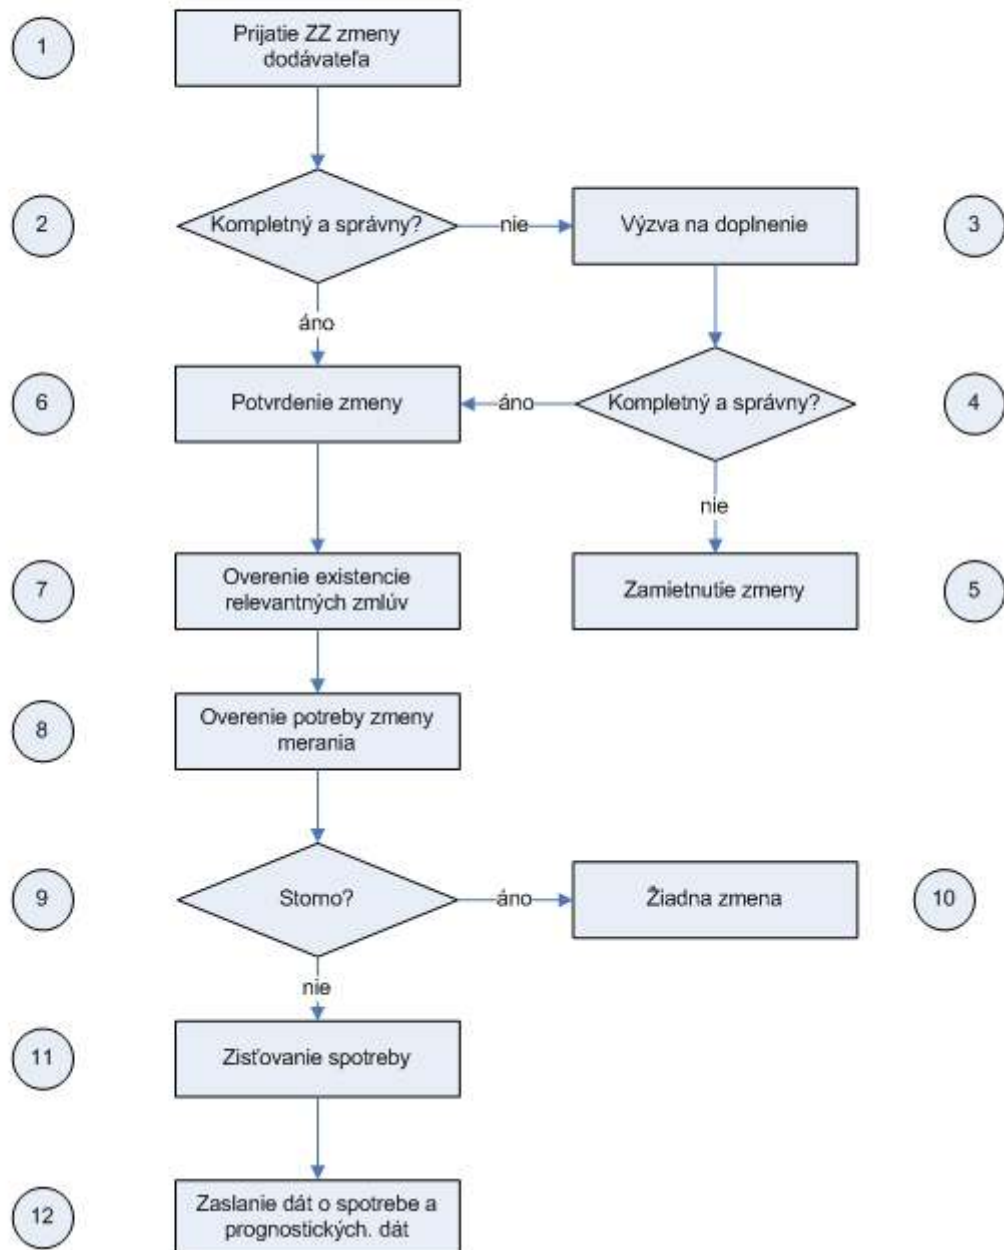 1
Prijatie ZZ zmeny
dodávateľa
2
Kompletný a správny?
nie
Výzva na doplnenie
3
áno
6
Potvrdenie zmeny
áno
Kompletný a správny?
4
nie
7
Overenie existencie
relevantných zmlúv
Zamietnutie zmeny
5
8
Overenie potreby zmeny
merania
9
Storno?
áno
Žiadna zmena
10
nie
11
Zisťovanie spotreby
12
Zaslanie dát o spotrebe a
prognostických. dát